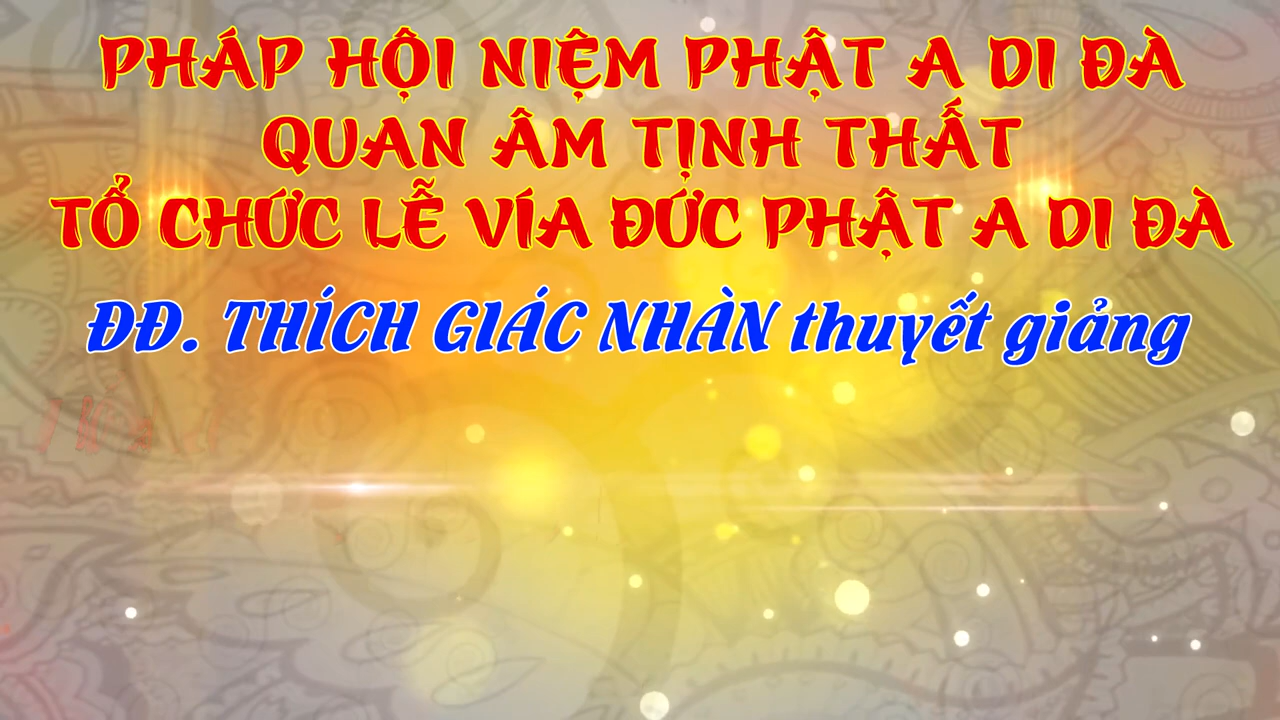 PHÁP HỘI NIỆM PHẬT A DI ĐÀ
QUAN ÂM TỊNH THẤT
TỔ CHỨC LỄ VÍA ĐỨC PHẬT A DI ĐÀ
ĐĐ. THÍCH GIÁC NHÀN thuyết giảng